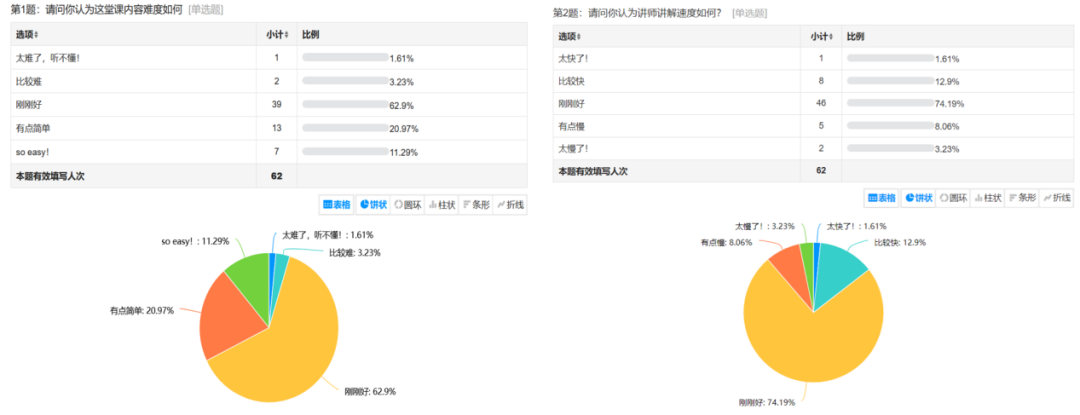 第1题：请问你认为这堂课内容难度如何 [单选题]
选项 小计 比例
太难了，听不懂！ 1 1.61%
比较难 2 3.23%
刚刚好 39 62.9%
有点简单 13 20.97%
so easy！ 7 11.29%
本题有效填写人次 62
表格 饼状 圆环 柱状 条形 折线
太难了，听不懂！: 1.61%
so easy！: 11.29%
比较难: 3.23%
有点简单: 20.97%
刚刚好: 62.9%
第2题：请问你认为讲师讲解速度如何？ [单选题]
选项 小计 比例
太快了！ 1 1.61%
比较快 8 12.9%
刚刚好 46 74.19%
有点慢 5 8.06%
太慢了！ 2 3.23%
本题有效填写人次 62
表格 饼状 圆环 柱状 条形 折线
太慢了！: 3.23% 太快了！: 1.61%
有点慢: 8.06% 比较快: 12.9%
刚刚好: 74.19%